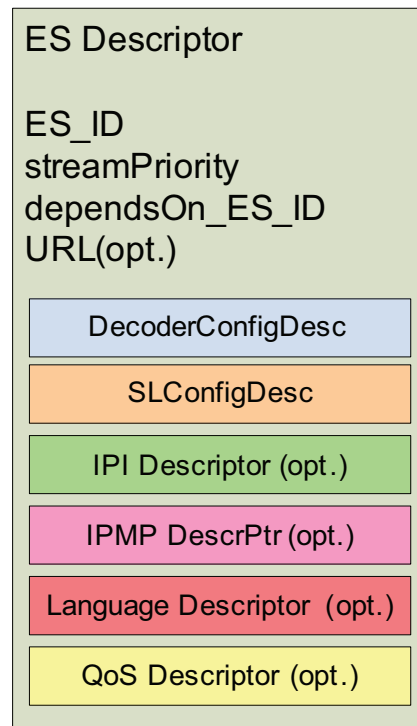 ES Descriptor
ES_ID
streamPriority
dependsOn_ES_ID
URL(opt.)
DecoderConfigDesc
SLConfigDesc
IPI Descriptor (opt.)
IPMP DescrPtr (opt.)
Language Descriptor (opt.)
QoS Descriptor (opt.)